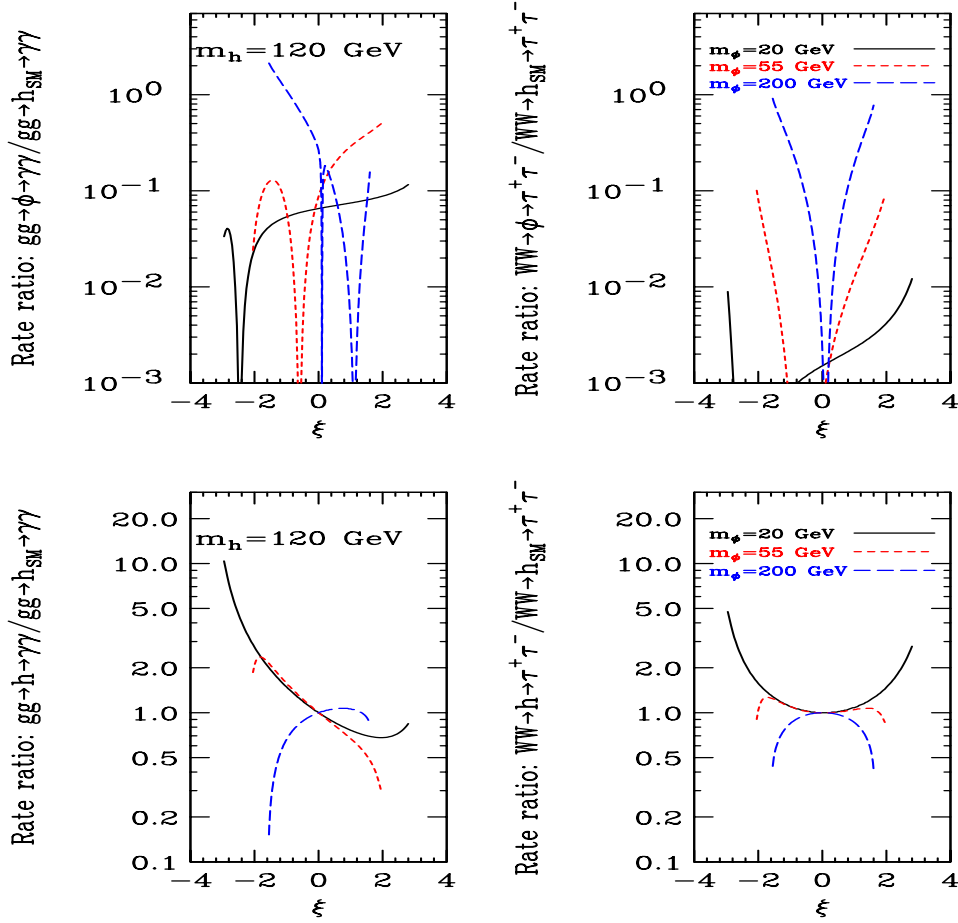 Rate ratio: gg→ϕ→γγ/gg→h_SM→γγ
m_h=120 GeV
10^0
10^−1
10^−2
10^−3
−4 −2 0 2 4
ξ
Rate ratio: WW→ϕ→τ^+τ^−/WW→h_SM→τ^+τ^−
m_ϕ=20 GeV
m_ϕ=55 GeV
m_ϕ=200 GeV
10^0
10^−1
10^−2
10^−3
−4 −2 0 2 4
ξ
Rate ratio: gg→h→γγ/gg→h_SM→γγ
m_h=120 GeV
20.0
10.0
5.0
2.0
1.0
0.5
0.2
0.1
−4 −2 0 2 4
ξ
Rate ratio: WW→h→τ^+τ^−/WW→h_SM→τ^+τ^−
m_ϕ=20 GeV
m_ϕ=55 GeV
m_ϕ=200 GeV
20.0
10.0
5.0
2.0
1.0
0.5
0.2
0.1
−4 −2 0 2 4
ξ